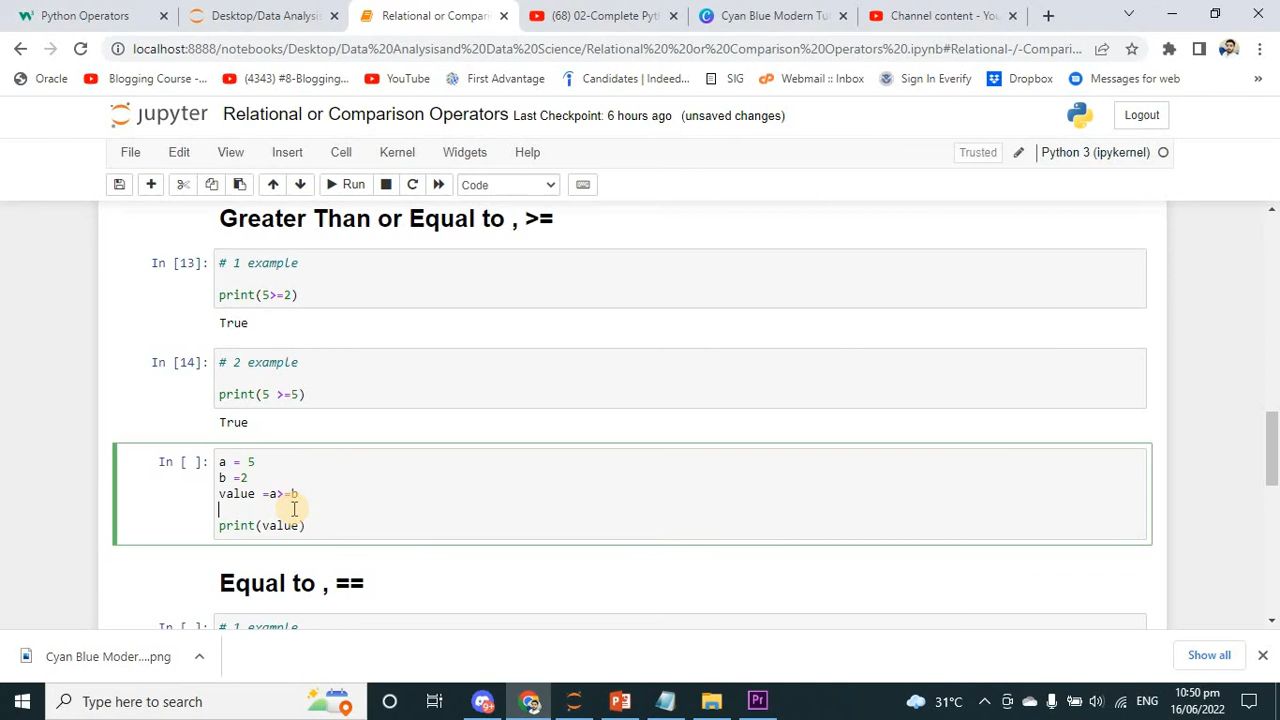 Python Operators
Desktop/Data Analysis
Relational or Compari
(68) 02-Complete Pyt
Cyan Blue Modern Tu
Channel content - Yo
localhost:8888/notebooks/Desktop/Data%20Analysisand%20Data%20Science/Relational%20%20or%20Comparison%20Operators%20.ipynb#Relational-/-Compari...
Oracle
Blogging Course -...
(4343) #8-Blogging...
YouTube
First Advantage
Candidates | Indeed...
SIG
Webmail :: Inbox
Sign In Everify
Dropbox
Messages for web
»
jupyter Relational or Comparison Operators Last Checkpoint: 6 hours ago (unsaved changes)
Logout
File Edit View Insert Cell Kernel Widgets Help
Trusted
Python 3 (ipykernel)
Run
Code
Greater Than or Equal to , >=
In [13]: # 1 example
print(5>=2)
True
In [14]: # 2 example
print(5 >=5)
True
In [ ]: a = 5
b =2
value =a>=b
print(value)
Equal to , ==
In [ ]: # 1 example
Cyan Blue Moder....png
Show all
Type here to search
31°C
ENG
10:50 pm
16/06/2022